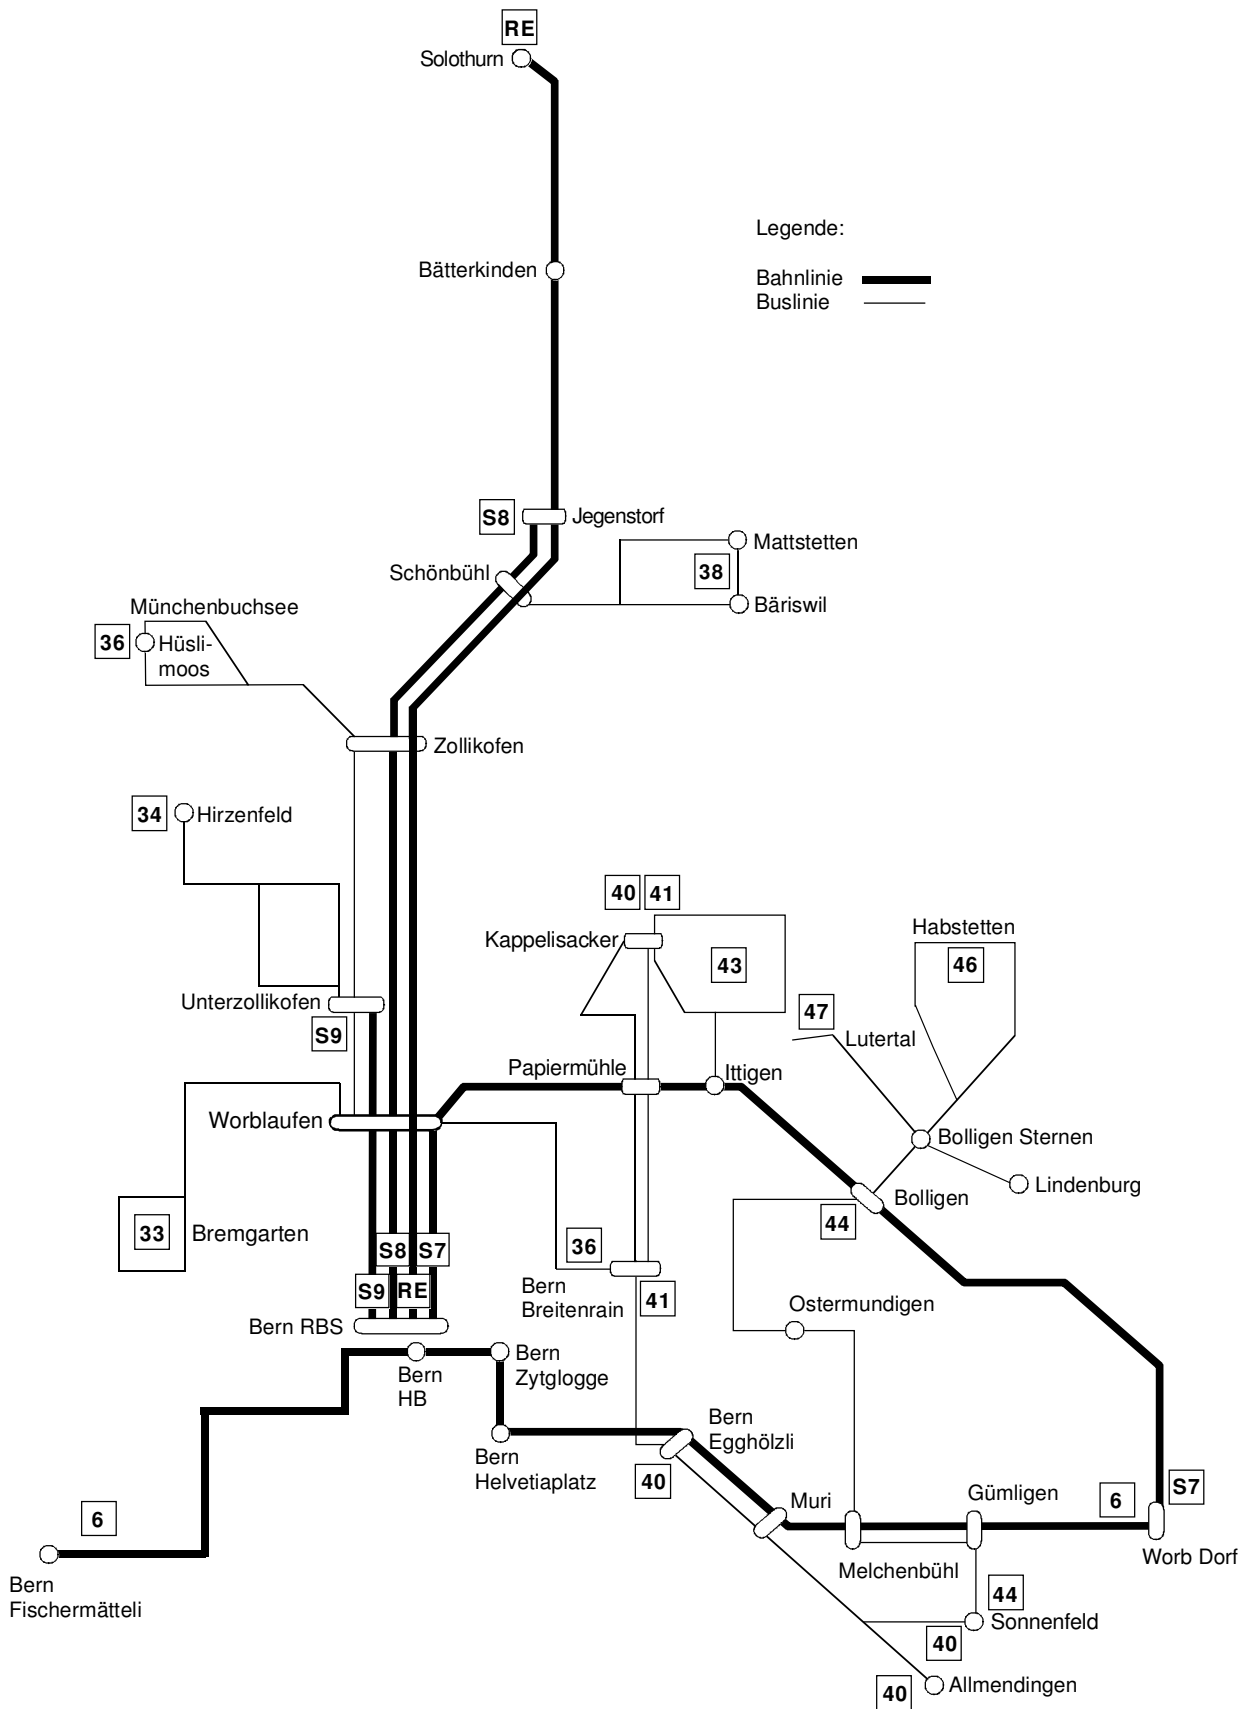 RE
Solothurn
Legende:
Bätterkinden
Bahnlinie
Buslinie
S8
Jegenstorf
Mattstetten
Schönbühl
38
Bäriswil
Münchenbuchsee
36
Hüsli-
moos
Zollikofen
34
Hirzenfeld
40
41
Kappelisacker
43
Habstetten
46
Unterzollikofen
S9
47
Lutertal
Papiermühle
Ittigen
Worblaufen
Bolligen Sternen
Lindenburg
Bolligen
44
33
Bremgarten
S8
S7
36
S9
RE
Bern
Breitenrain
41
Ostermundigen
Bern RBS
Bern
HB
Bern
Zytglogge
Bern
Egghölzli
Bern
Helvetiaplatz
40
6
Muri
Gümligen
6
S7
Worb Dorf
Melchenbühl
Bern
Fischermätteli
44
Sonnenfeld
40
Allmendingen
40